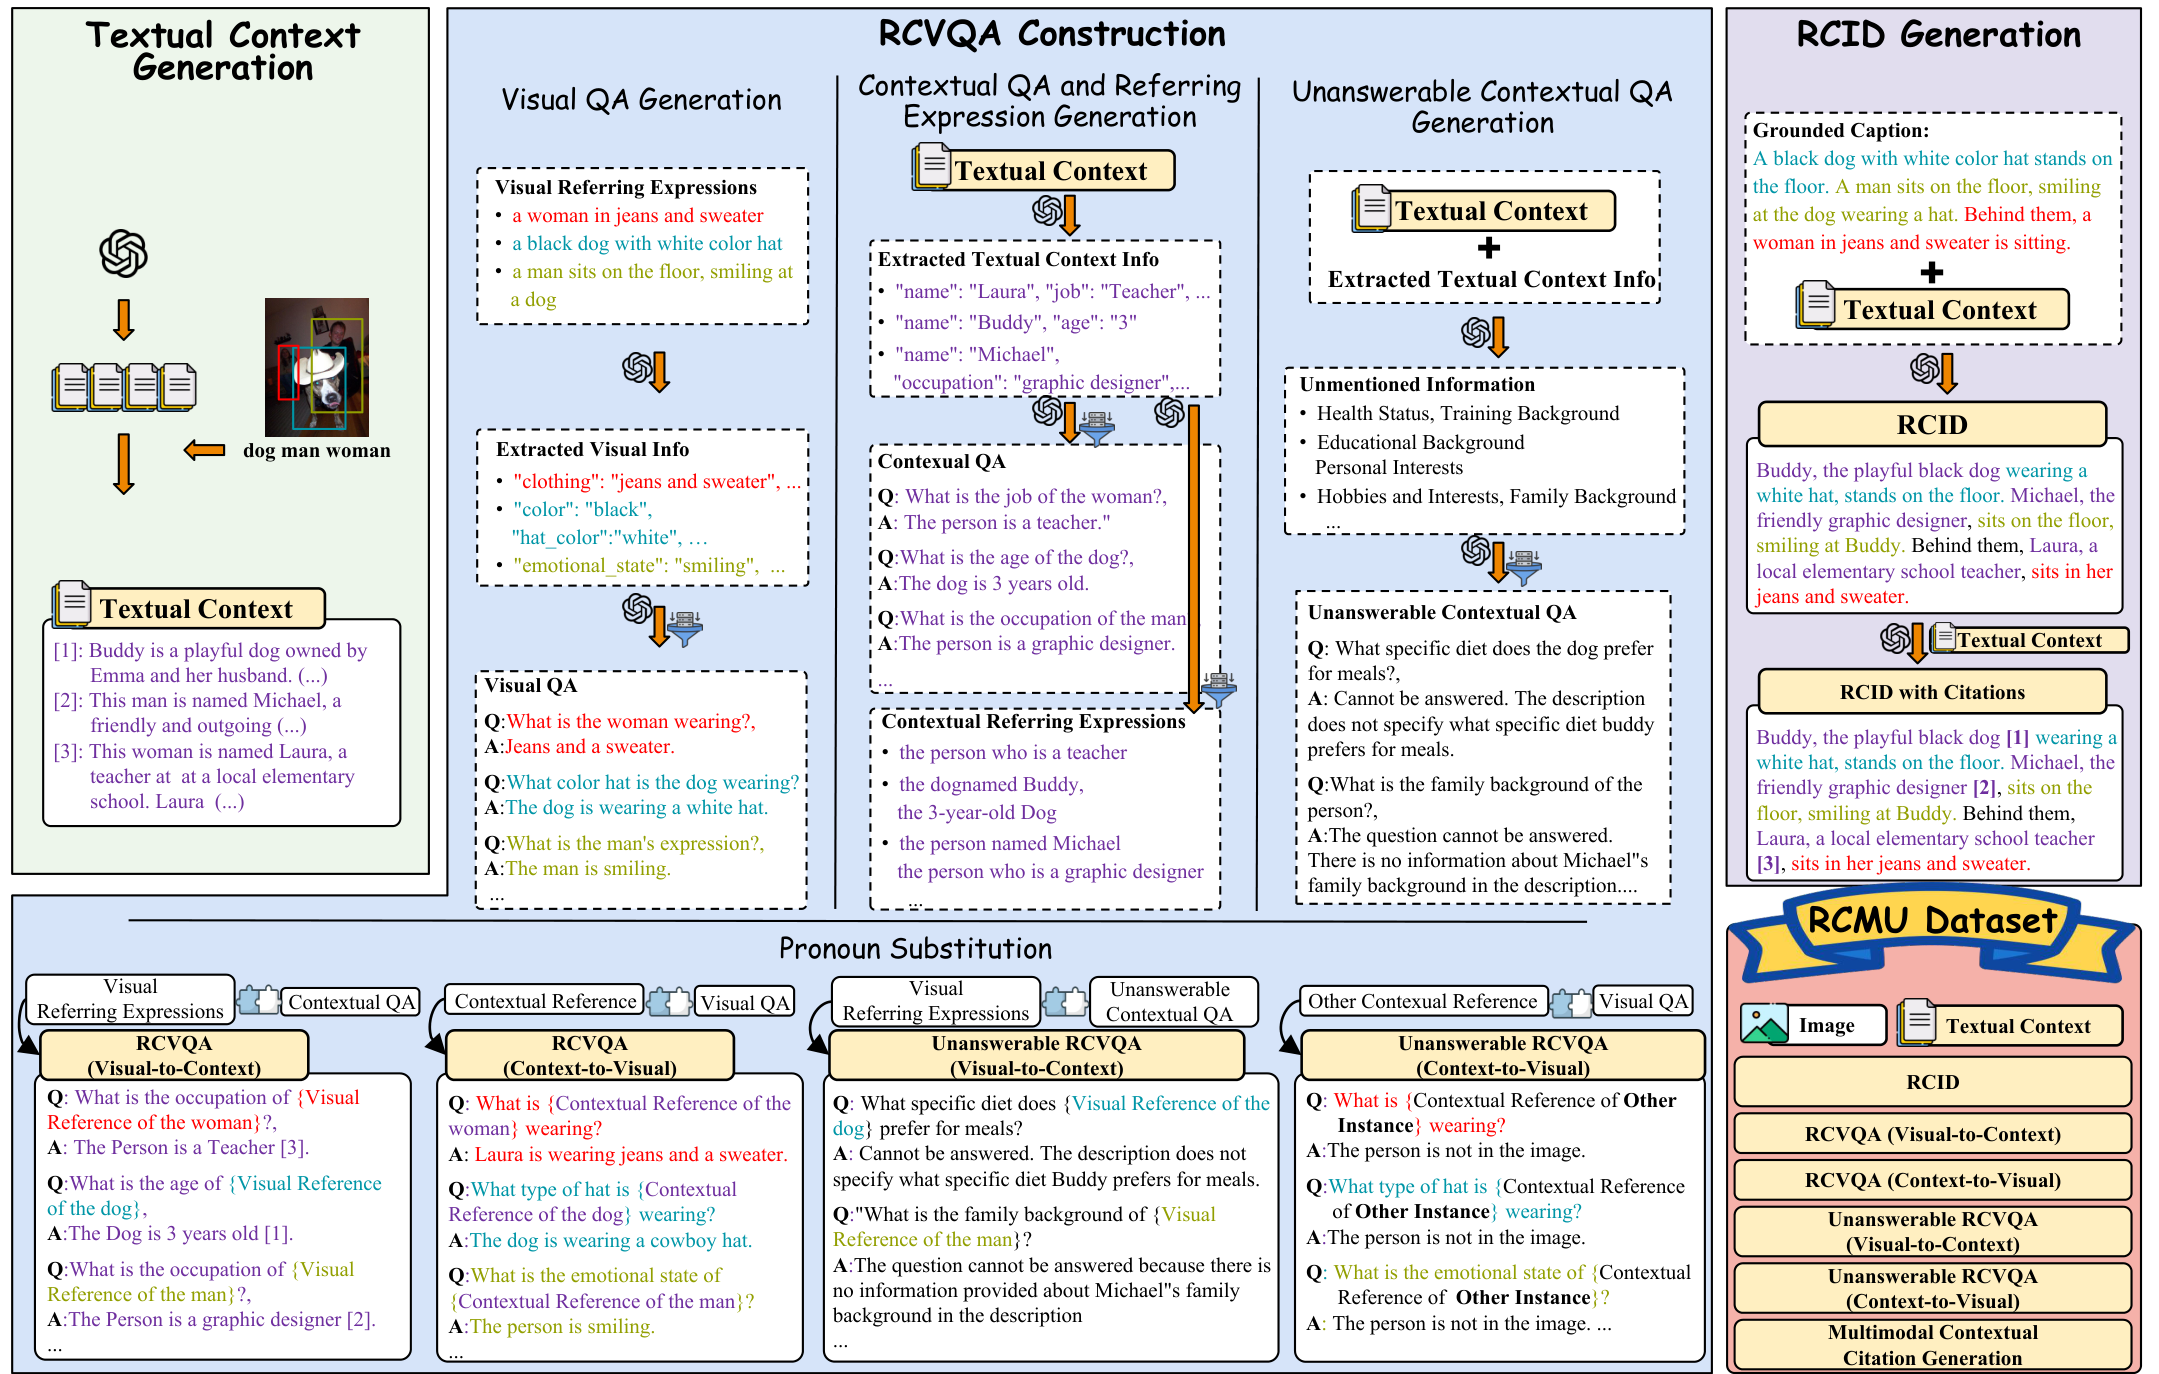 Textual Context
Generation
dog man woman
Textual Context
[1]: Buddy is a playful dog owned by
Emma and her husband. (...)
[2]: This man is named Michael, a
friendly and outgoing (...)
[3]: This woman is named Laura, a
teacher at  at a local elementary
school. Laura  (...)
RCVQA Construction
Visual QA Generation
Visual Referring Expressions
• a woman in jeans and sweater
• a black dog with white color hat
• a man sits on the floor, smiling at
a dog
Extracted Visual Info
• "clothing": "jeans and sweater", ...
• "color": "black",
"hat_color":"white", …
• "emotional_state": "smiling",  ...
Visual QA
Q:What is the woman wearing?,
A:Jeans and a sweater.
Q:What color hat is the dog wearing?
A:The dog is wearing a white hat.
Q:What is the man's expression?,
A:The man is smiling.
...
Contextual QA and Referring
Expression Generation
Textual Context
Extracted Textual Context Info
• "name": "Laura", "job": "Teacher", ...
• "name": "Buddy", "age": "3"
• "name": "Michael",
"occupation": "graphic designer",...
Contexual QA
Q: What is the job of the woman?,
A: The person is a teacher."
Q:What is the age of the dog?,
A:The dog is 3 years old.
Q:What is the occupation of the man
A:The person is a graphic designer.
...
Contextual Referring Expressions
• the person who is a teacher
• the dognamed Buddy,
the 3-year-old Dog
• the person named Michael
the person who is a graphic designer
...
Unanswerable Contextual QA
Generation
Textual Context
+
Extracted Textual Context Info
Unmentioned Information
• Health Status, Training Background
• Educational Background
Personal Interests
• Hobbies and Interests, Family Background
...
Unanswerable Contextual QA
Q: What specific diet does the dog prefer
for meals?,
A: Cannot be answered. The description
does not specify what specific diet buddy
prefers for meals.
Q:What is the family background of the
person?,
A:The question cannot be answered.
There is no information about Michael"s
family background in the description....
Pronoun Substitution
Visual
Referring Expressions
Contextual QA
RCVQA
(Visual-to-Context)
Q: What is the occupation of {Visual
Reference of the woman}?,
A: The Person is a Teacher [3].
Q:What is the age of {Visual Reference
of the dog},
A:The Dog is 3 years old [1].
Q:What is the occupation of {Visual
Reference of the man}?,
A:The Person is a graphic designer [2].
...
Contextual Reference
Visual QA
RCVQA
(Context-to-Visual)
Q: What is {Contextual Reference of the
woman} wearing?
A: Laura is wearing jeans and a sweater.
Q:What type of hat is {Contextual
Reference of the dog} wearing?
A:The dog is wearing a cowboy hat.
Q:What is the emotional state of
{Contextual Reference of the man}?
A:The person is smiling.
...
Visual
Referring Expressions
Unanswerable
Contextual QA
Unanswerable RCVQA
(Visual-to-Context)
Q: What specific diet does {Visual Reference of the
dog} prefer for meals?
A: Cannot be answered. The description does not
specify what specific diet Buddy prefers for meals.
Q:"What is the family background of {Visual
Reference of the man}?
A:The question cannot be answered because there is
no information provided about Michael"s family
background in the description
...
Other Contexual Reference
Visual QA
Unanswerable RCVQA
(Context-to-Visual)
Q: What is {Contextual Reference of Other
Instance} wearing?
A:The person is not in the image.
Q:What type of hat is {Contextual Reference
of Other Instance} wearing?
A:The person is not in the image.
Q: What is the emotional state of {Contextual
Reference of  Other Instance}?
A: The person is not in the image. ...
RCID Generation
Grounded Caption:
A black dog with white color hat stands on
the floor. A man sits on the floor, smiling
at the dog wearing a hat. Behind them, a
woman in jeans and sweater is sitting.
+
Textual Context
RCID
Buddy, the playful black dog wearing a
white hat, stands on the floor. Michael, the
friendly graphic designer, sits on the floor,
smiling at Buddy. Behind them, Laura, a
local elementary school teacher, sits in her
jeans and sweater.
Textual Context
RCID with Citations
Buddy, the playful black dog [1] wearing a
white hat, stands on the floor. Michael, the
friendly graphic designer [2], sits on the
floor, smiling at Buddy. Behind them,
Laura, a local elementary school teacher
[3], sits in her jeans and sweater.
RCMU Dataset
Image
Textual Context
RCID
RCVQA (Visual-to-Context)
RCVQA (Context-to-Visual)
Unanswerable RCVQA
(Visual-to-Context)
Unanswerable RCVQA
(Context-to-Visual)
Multimodal Contextual
Citation Generation